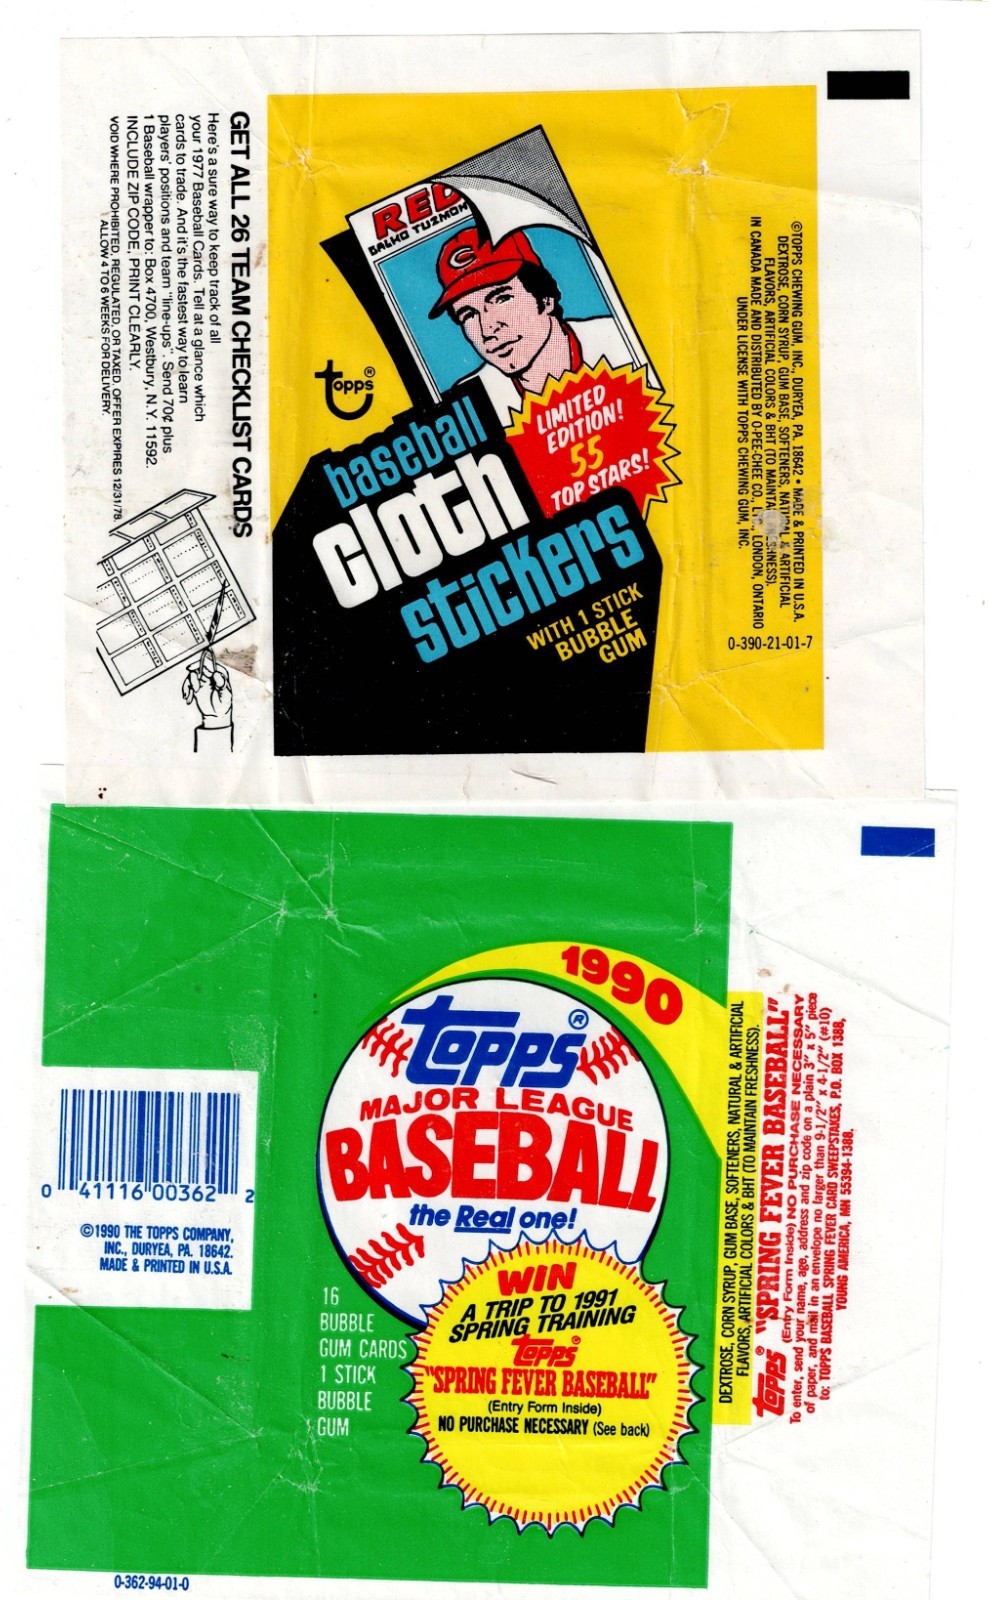 GET ALL 26 TEAM CHECKLIST CARDS
Here's a sure way to keep track of all
your 1977 Baseball Cards. Tell at a glance which
cards to trade. And it's the fastest way to learn
players' positions and team "line-ups". Send 70¢ plus
1 Baseball wrapper to: Box 4700, Westbury, N.Y. 11592.
INCLUDE ZIP CODE, PRINT CLEARLY.
VOID WHERE PROHIBITED, REGULATED, OR TAXED. OFFER EXPIRES 12/31/78.
ALLOW 4 TO 6 WEEKS FOR DELIVERY.
RED
topps®
LIMITED
EDITION!
55
TOP STARS!
baseball
cloth
stickers
WITH 1 STICK
BUBBLE
GUM
©TOPPS CHEWING GUM, INC., DURYEA, PA. 18642 • MADE & PRINTED IN U.S.A.
DEXTROSE, CORN SYRUP, GUM BASE, SOFTENERS, NATURAL & ARTIFICIAL
FLAVORS, ARTIFICIAL COLORS & BHT (TO MAINTAIN FRESHNESS).
IN CANADA MADE AND DISTRIBUTED BY O-PEE-CHEE CO., LTD., LONDON, ONTARIO
UNDER LICENSE WITH TOPPS CHEWING GUM, INC.
0-390-21-01-7
1990
topps®
MAJOR LEAGUE
BASEBALL
the Real one!
WIN
A TRIP TO 1991
SPRING TRAINING
topps©
"SPRING FEVER BASEBALL"
(Entry Form Inside)
NO PURCHASE NECESSARY (See back)
16
BUBBLE
GUM CARDS
1 STICK
BUBBLE
GUM
0 41116 00362 2
©1990 THE TOPPS COMPANY,
INC., DURYEA, PA. 18642.
MADE & PRINTED IN U.S.A.
0-362-94-01-0
DEXTROSE, CORN SYRUP, GUM BASE, SOFTENERS, NATURAL & ARTIFICIAL
FLAVORS, ARTIFICIAL COLORS & BHT (TO MAINTAIN FRESHNESS).
topps® "SPRING FEVER BASEBALL"
(Entry Form Inside) NO PURCHASE NECESSARY
To enter, send your name, age, address and zip code on a plain 3" x 5" piece
of paper, and mail in an envelope no larger than 9-1/2" x 4-1/2" (#10)
to: TOPPS BASEBALL SPRING FEVER CARD SWEEPSTAKES, P.O. BOX 1388,
YOUNG AMERICA, MN 55394-1388.